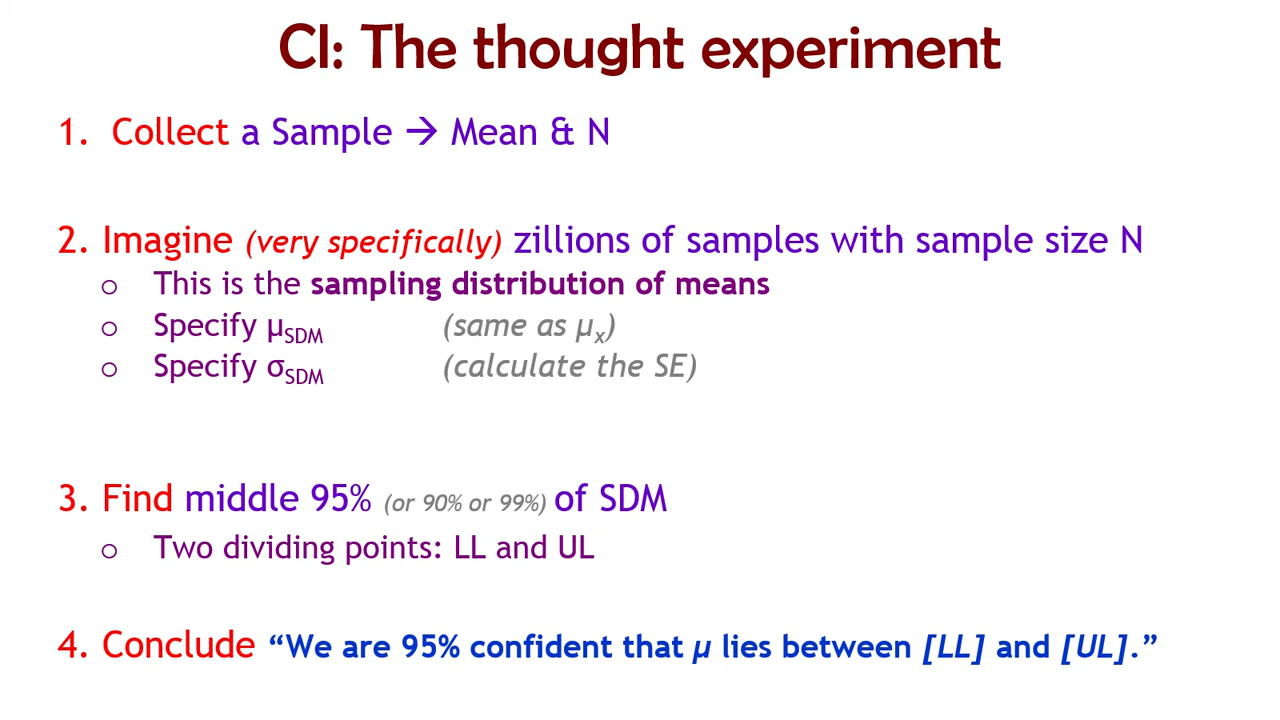 CI: The thought experiment
1. Collect a Sample → Mean & N
2. Imagine (very specifically) zillions of samples with sample size N
o This is the sampling distribution of means
o Specify μSDM (same as μx)
o Specify σSDM (calculate the SE)
3. Find middle 95% (or 90% or 99%) of SDM
o Two dividing points: LL and UL
4. Conclude “We are 95% confident that μ lies between [LL] and [UL].”